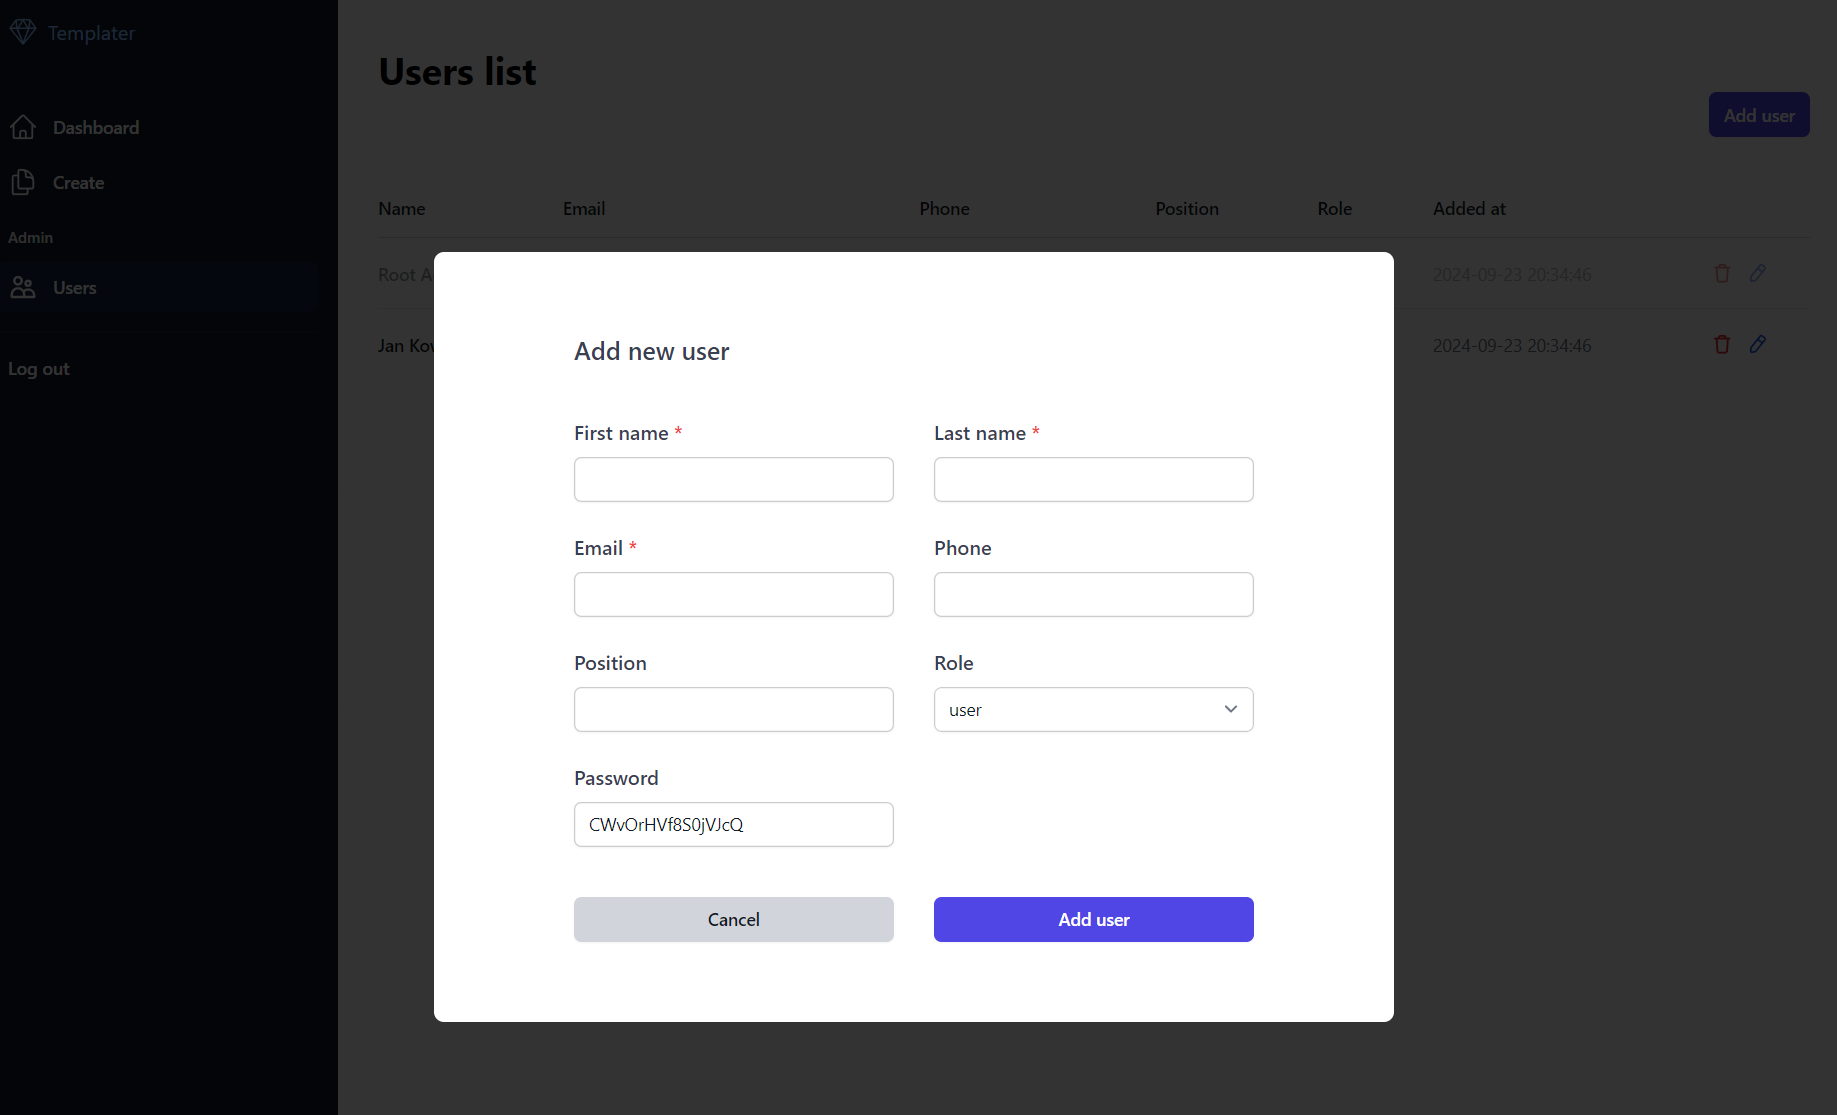 Templater
Dashboard
Create
Admin
Users
Log out
Users list
Add user
Name Email Phone Position Role Added at
Root 2024-09-23 20:34:46
Jan 2024-09-23 20:34:46
Add new user
First name * Last name *
Email * Phone
Position Role
user
Password
CWvOrHVf8S0jVJcQ
Cancel Add user